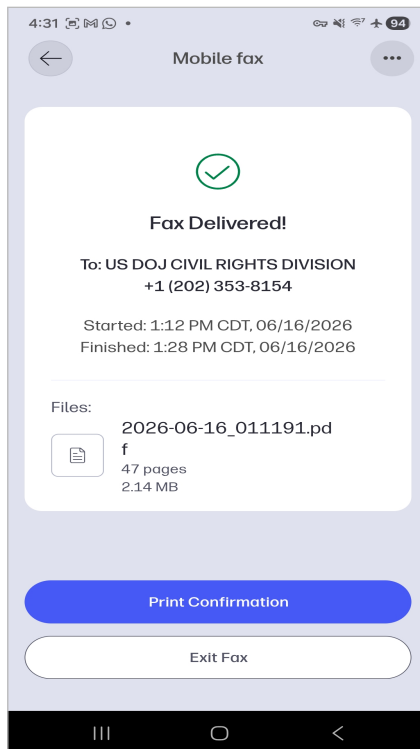 4:31
94
Mobile fax
Fax Delivered!
To: US DOJ CIVIL RIGHTS DIVISION
+1 (202) 353-8154
Started: 1:12 PM CDT, 06/16/2026
Finished: 1:28 PM CDT, 06/16/2026
Files:
2026-06-16_011191.pd
f
47 pages
2.14 MB
Print Confirmation
Exit Fax